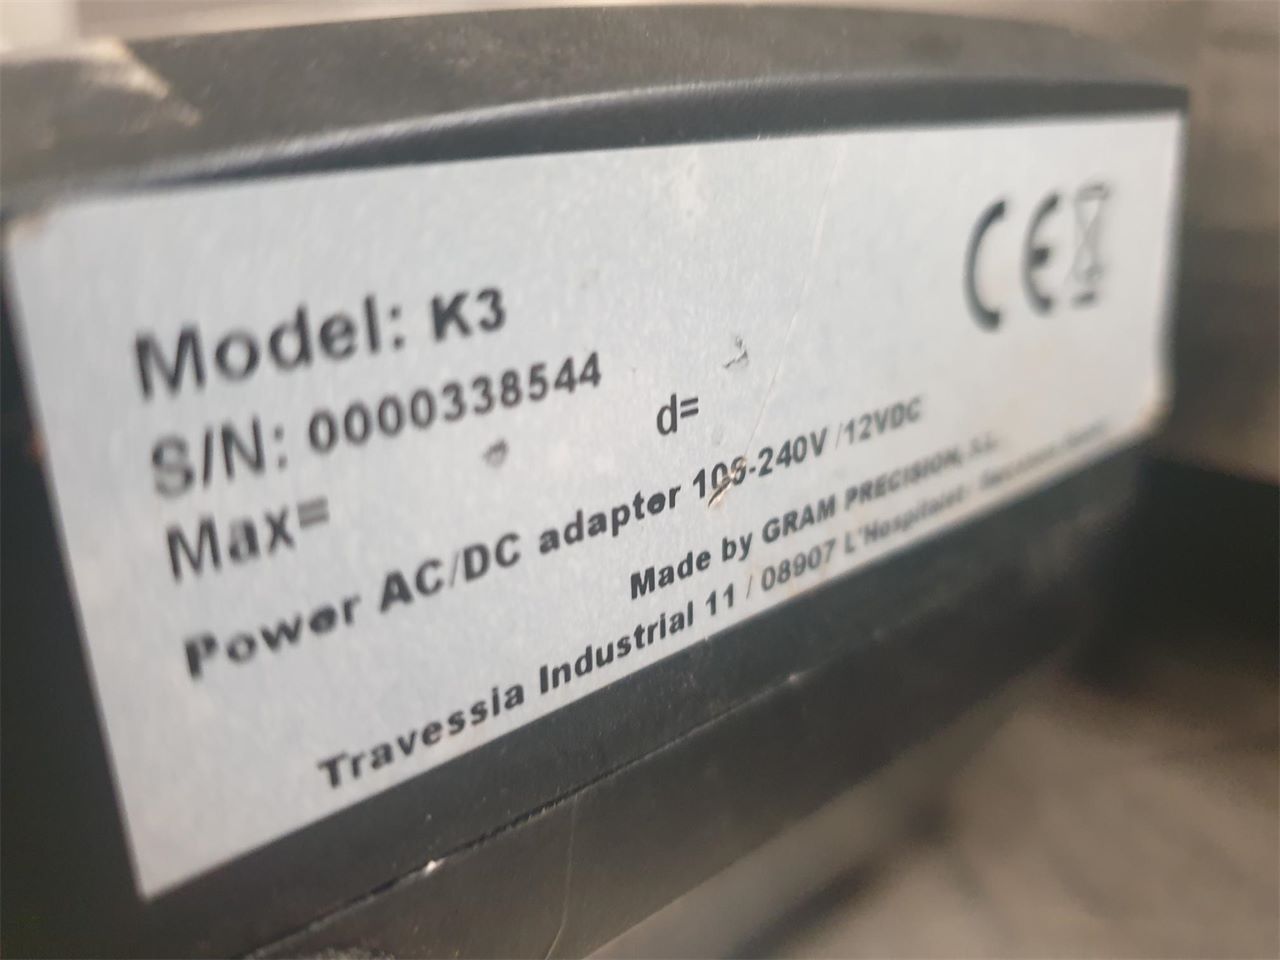 Model: K3
CE
S/N: 0000338544
Max=
d=
Power AC/DC adapter 100-240V /12VDC
Made by GRAM PRECISION, S.L.
Travessia Industrial 11 / 08907 L'Hospitalet